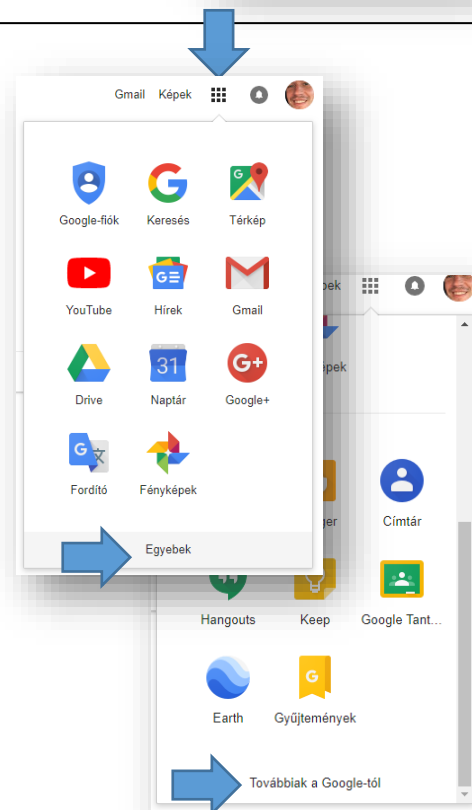 Gmail Képek
Google-fiók Keresés Térkép
YouTube Hírek Gmail
31
G+
Drive Naptár Google+
Fordító Fényképek
Egyebek
Címtár
Hangouts Keep Google Tant...
Earth Gyűjtemények
Továbbiak a Google-tól